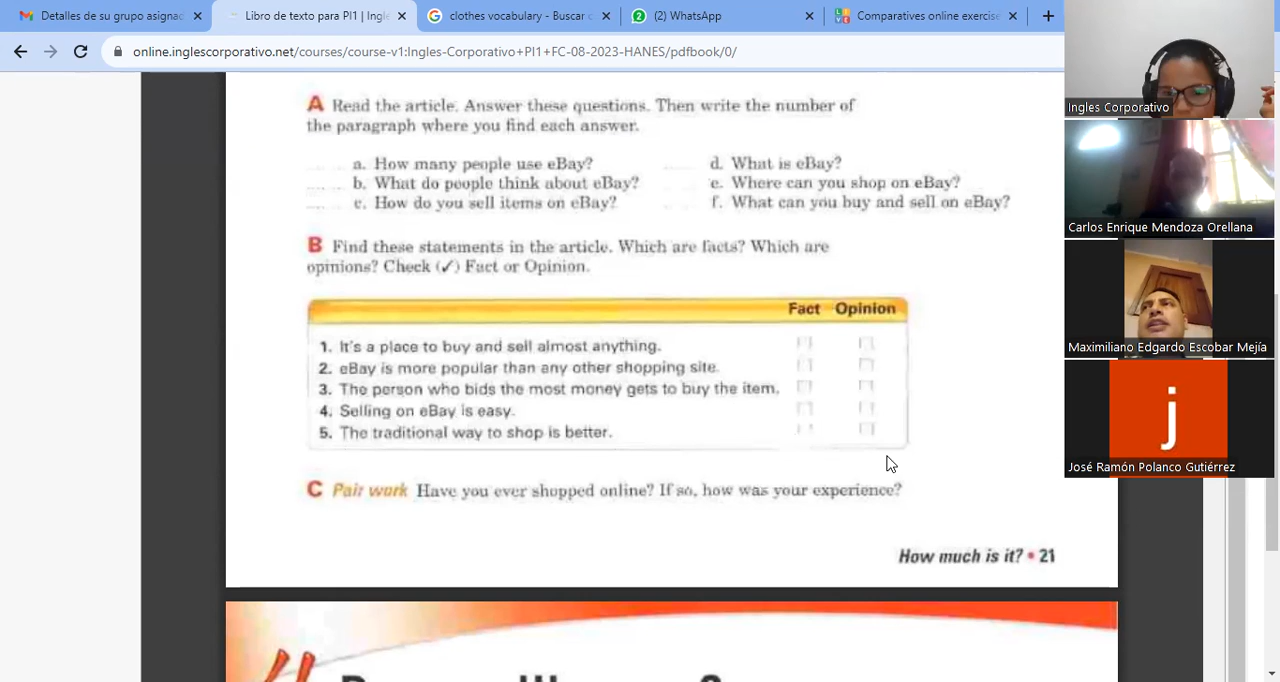 Detalles de su grupo asignad
Libro de texto para PI1 | Ingle
clothes vocabulary - Buscar c
(2) WhatsApp
Comparatives online exercise
online.inglescorporativo.net/courses/course-v1:Ingles-Corporativo+PI1+FC-08-2023-HANES/pdfbook/0/
A Read the article. Answer these questions. Then write the number of
the paragraph where you find each answer.
a. How many people use eBay?
b. What do people think about eBay?
c. How do you sell items on eBay?
d. What is eBay?
e. Where can you shop on eBay?
f. What can you buy and sell on eBay?
B Find these statements in the article. Which are facts? Which are
opinions? Check (✓) Fact or Opinion.
Fact Opinion
1. It's a place to buy and sell almost anything.
2. eBay is more popular than any other shopping site.
3. The person who bids the most money gets to buy the item.
4. Selling on eBay is easy.
5. The traditional way to shop is better.
C Pair work Have you ever shopped online? If so, how was your experience?
How much is it? • 21
Ingles Corporativo
Carlos Enrique Mendoza Orellana
Maximiliano Edgardo Escobar Mejía
j
José Ramón Polanco Gutiérrez